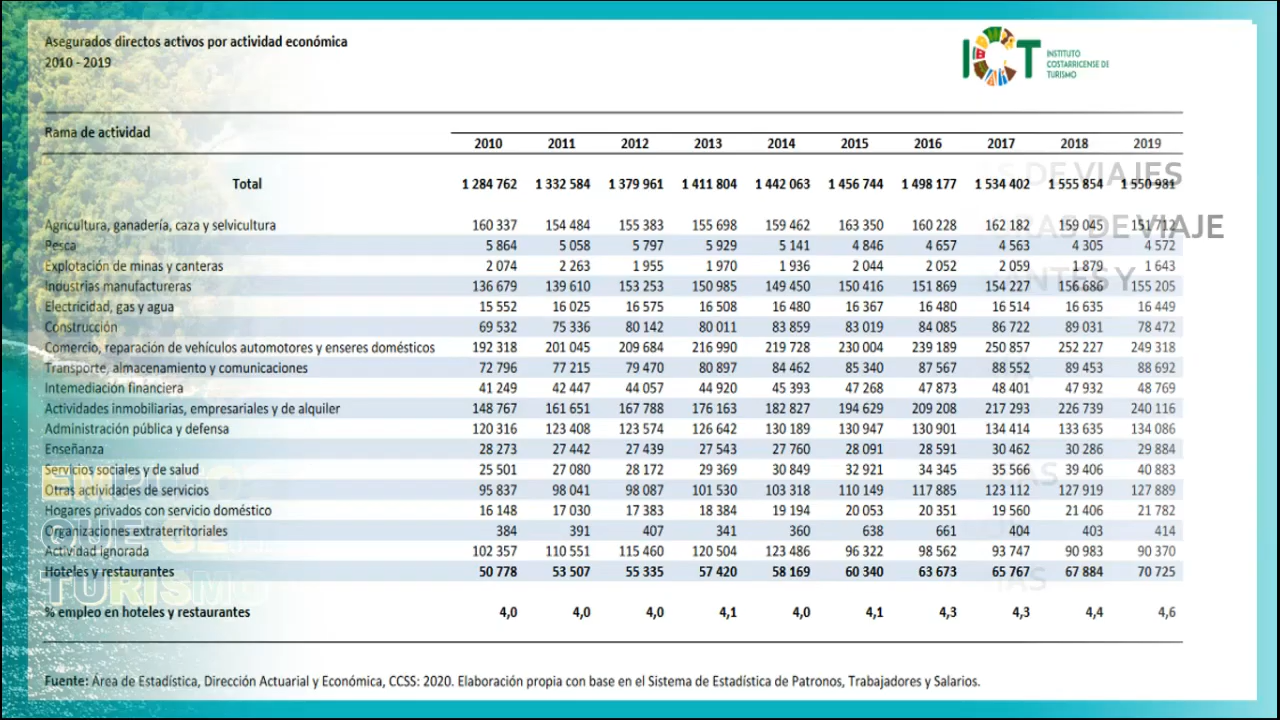 Asegurados directos activos por actividad económica
2010 - 2019
ICT INSTITUTO
COSTARRICENSE DE
TURISMO
Rama de actividad
2010 2011 2012 2013 2014 2015 2016 2017 2018 2019
DE VIAJES
Total 1 284 762 1 332 584 1 379 961 1 411 804 1 442 063 1 456 744 1 498 177 1 534 402 1 555 854 1 550 981
Agricultura, ganadería, caza y selvicultura 160 337 154 484 155 383 155 698 159 462 163 350 160 228 162 182 159 045 151 712
DE VIAJE
Pesca 5 864 5 058 5 797 5 929 5 141 4 846 4 657 4 563 4 305 4 572
Explotación de minas y canteras 2 074 2 263 1 955 1 970 1 936 2 044 2 052 2 059 1 879 1 643
Industrias manufactureras 136 679 139 610 153 253 150 985 149 450 150 416 151 869 154 227 156 686 155 205
Electricidad, gas y agua 15 552 16 025 16 575 16 508 16 480 16 367 16 480 16 514 16 635 16 449
Construcción 69 532 75 336 80 142 80 011 83 859 83 019 84 085 86 722 89 031 78 472
Comercio, reparación de vehículos automotores y enseres domésticos 192 318 201 045 209 684 216 990 219 728 230 004 239 189 250 857 252 227 249 318
Transporte, almacenamiento y comunicaciones 72 796 77 215 79 470 80 897 84 462 85 340 87 567 88 552 89 453 88 692
Intemediación financiera 41 249 42 447 44 057 44 920 45 393 47 268 47 873 48 401 47 932 48 769
Actividades inmobiliarias, empresariales y de alquiler 148 767 161 651 167 788 176 163 182 827 194 629 209 208 217 293 226 739 240 116
Administración pública y defensa 120 316 123 408 123 574 126 642 130 189 130 947 130 901 134 414 133 635 134 086
Enseñanza 28 273 27 442 27 439 27 543 27 760 28 091 28 591 30 462 30 286 29 884
Servicios sociales y de salud 25 501 27 080 28 172 29 369 30 849 32 921 34 345 35 566 39 406 40 883
Otras actividades de servicios 95 837 98 041 98 087 101 530 103 318 110 149 117 885 123 112 127 919 127 889
Hogares privados con servicio doméstico 16 148 17 030 17 383 18 384 19 194 20 053 20 351 19 560 21 406 21 782
Organizaciones extraterritoriales 384 391 407 341 360 638 661 404 403 414
Actividad ignorada 102 357 110 551 115 460 120 504 123 486 96 322 98 562 93 747 90 983 90 370
Hoteles y restaurantes 50 778 53 507 55 335 57 420 58 169 60 340 63 673 65 767 67 884 70 725
TURISMO
% empleo en hoteles y restaurantes 4,0 4,0 4,0 4,1 4,0 4,1 4,3 4,3 4,4 4,6
Fuente: Área de Estadística, Dirección Actuarial y Económica, CCSS: 2020. Elaboración propia con base en el Sistema de Estadística de Patronos, Trabajadores y Salarios.